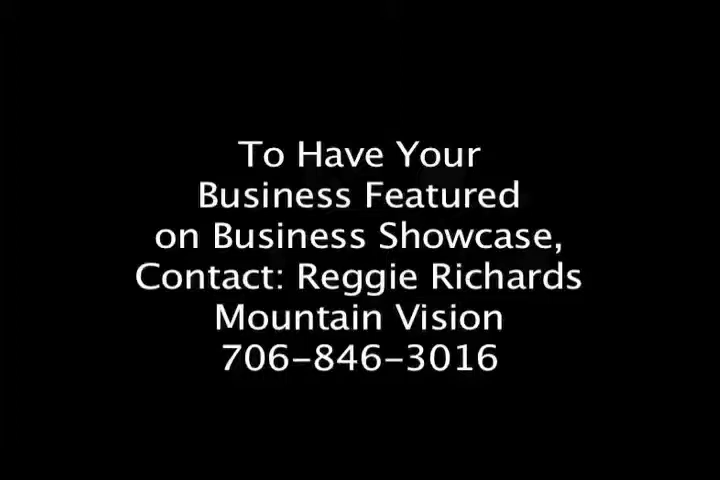 To Have Your
Business Featured
on Business Showcase,
Contact: Reggie Richards
Mountain Vision
706-846-3016